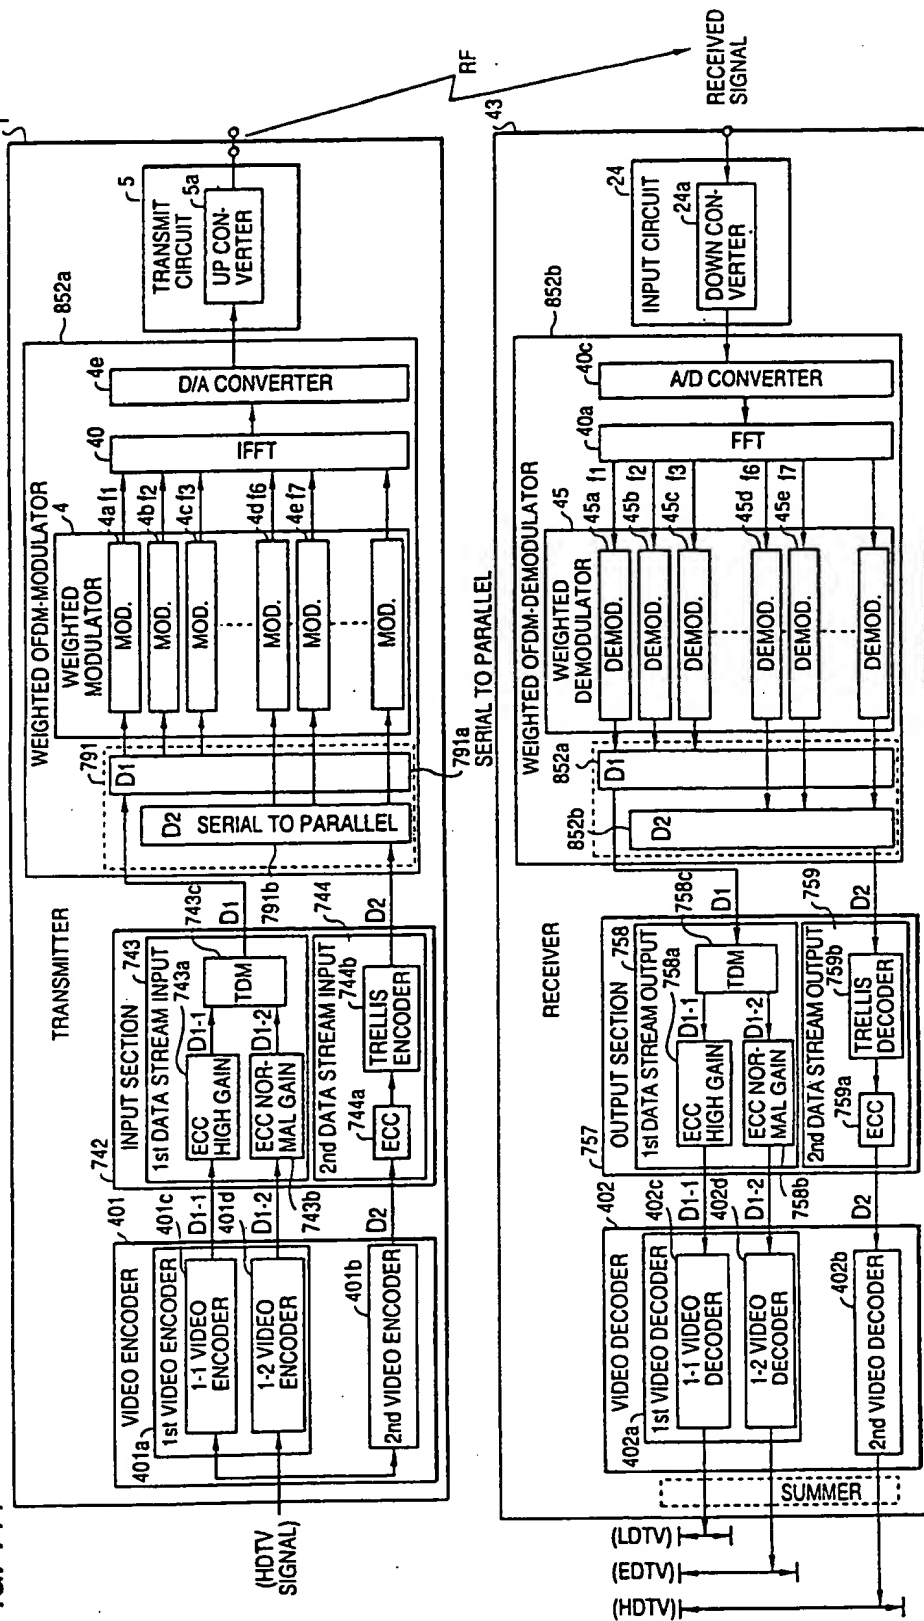 TRANSMITTER
1
(HDTV
SIGNAL)
VIDEO ENCODER
401
401a
1st VIDEO ENCODER
401c
1-1 VIDEO
ENCODER
401d
1-2 VIDEO
ENCODER
401b
2nd VIDEO ENCODER
D1-1
D1-2
D2
742
INPUT SECTION
743
1st DATA STREAM INPUT
743a
ECC
HIGH GAIN
D1-1
743c
TDM
ECC NOR-
MAL GAIN
D1-2
743b
D1
744
2nd DATA STREAM INPUT
744a
ECC
744b
TRELLIS
ENCODER
D2
852a
WEIGHTED OFDM-MODULATOR
791
D1
791b
D2 SERIAL TO PARALLEL
791a
SERIAL TO PARALLEL
4
WEIGHTED
MODULATOR
MOD.
4a f1
MOD.
4b f2
MOD.
4c f3
MOD.
4d f6
MOD.
4e f7
MOD.
40
IFFT
4e
D/A CONVERTER
5
TRANSMIT
CIRCUIT
5a
UP CON-
VERTER
RF
RECEIVED
SIGNAL
43
RECEIVER
24
INPUT CIRCUIT
24a
DOWN CON-
VERTER
852b
WEIGHTED OFDM-DEMODULATOR
40c
A/D CONVERTER
40a
FFT
45
WEIGHTED
DEMODULATOR
45a f1
DEMOD.
45b f2
DEMOD.
45c f3
DEMOD.
45d f6
DEMOD.
45e f7
DEMOD.
DEMOD.
852a
D1
852b
D2
757
OUTPUT SECTION
758
1st DATA STREAM OUTPUT
758a
ECC
HIGH GAIN
D1-1
758c
TDM
D1
ECC NOR-
MAL GAIN
D1-2
758b
759
2nd DATA STREAM OUTPUT
759a
ECC
759b
TRELLIS
DECODER
D2
402
VIDEO DECODER
402a
1st VIDEO DECODER
402c
1-1 VIDEO
DECODER
D1-1
402d
1-2 VIDEO
DECODER
D1-2
402b
2nd VIDEO DECODER
D2
SUMMER
(LDTV)
(EDTV)
(HDTV)